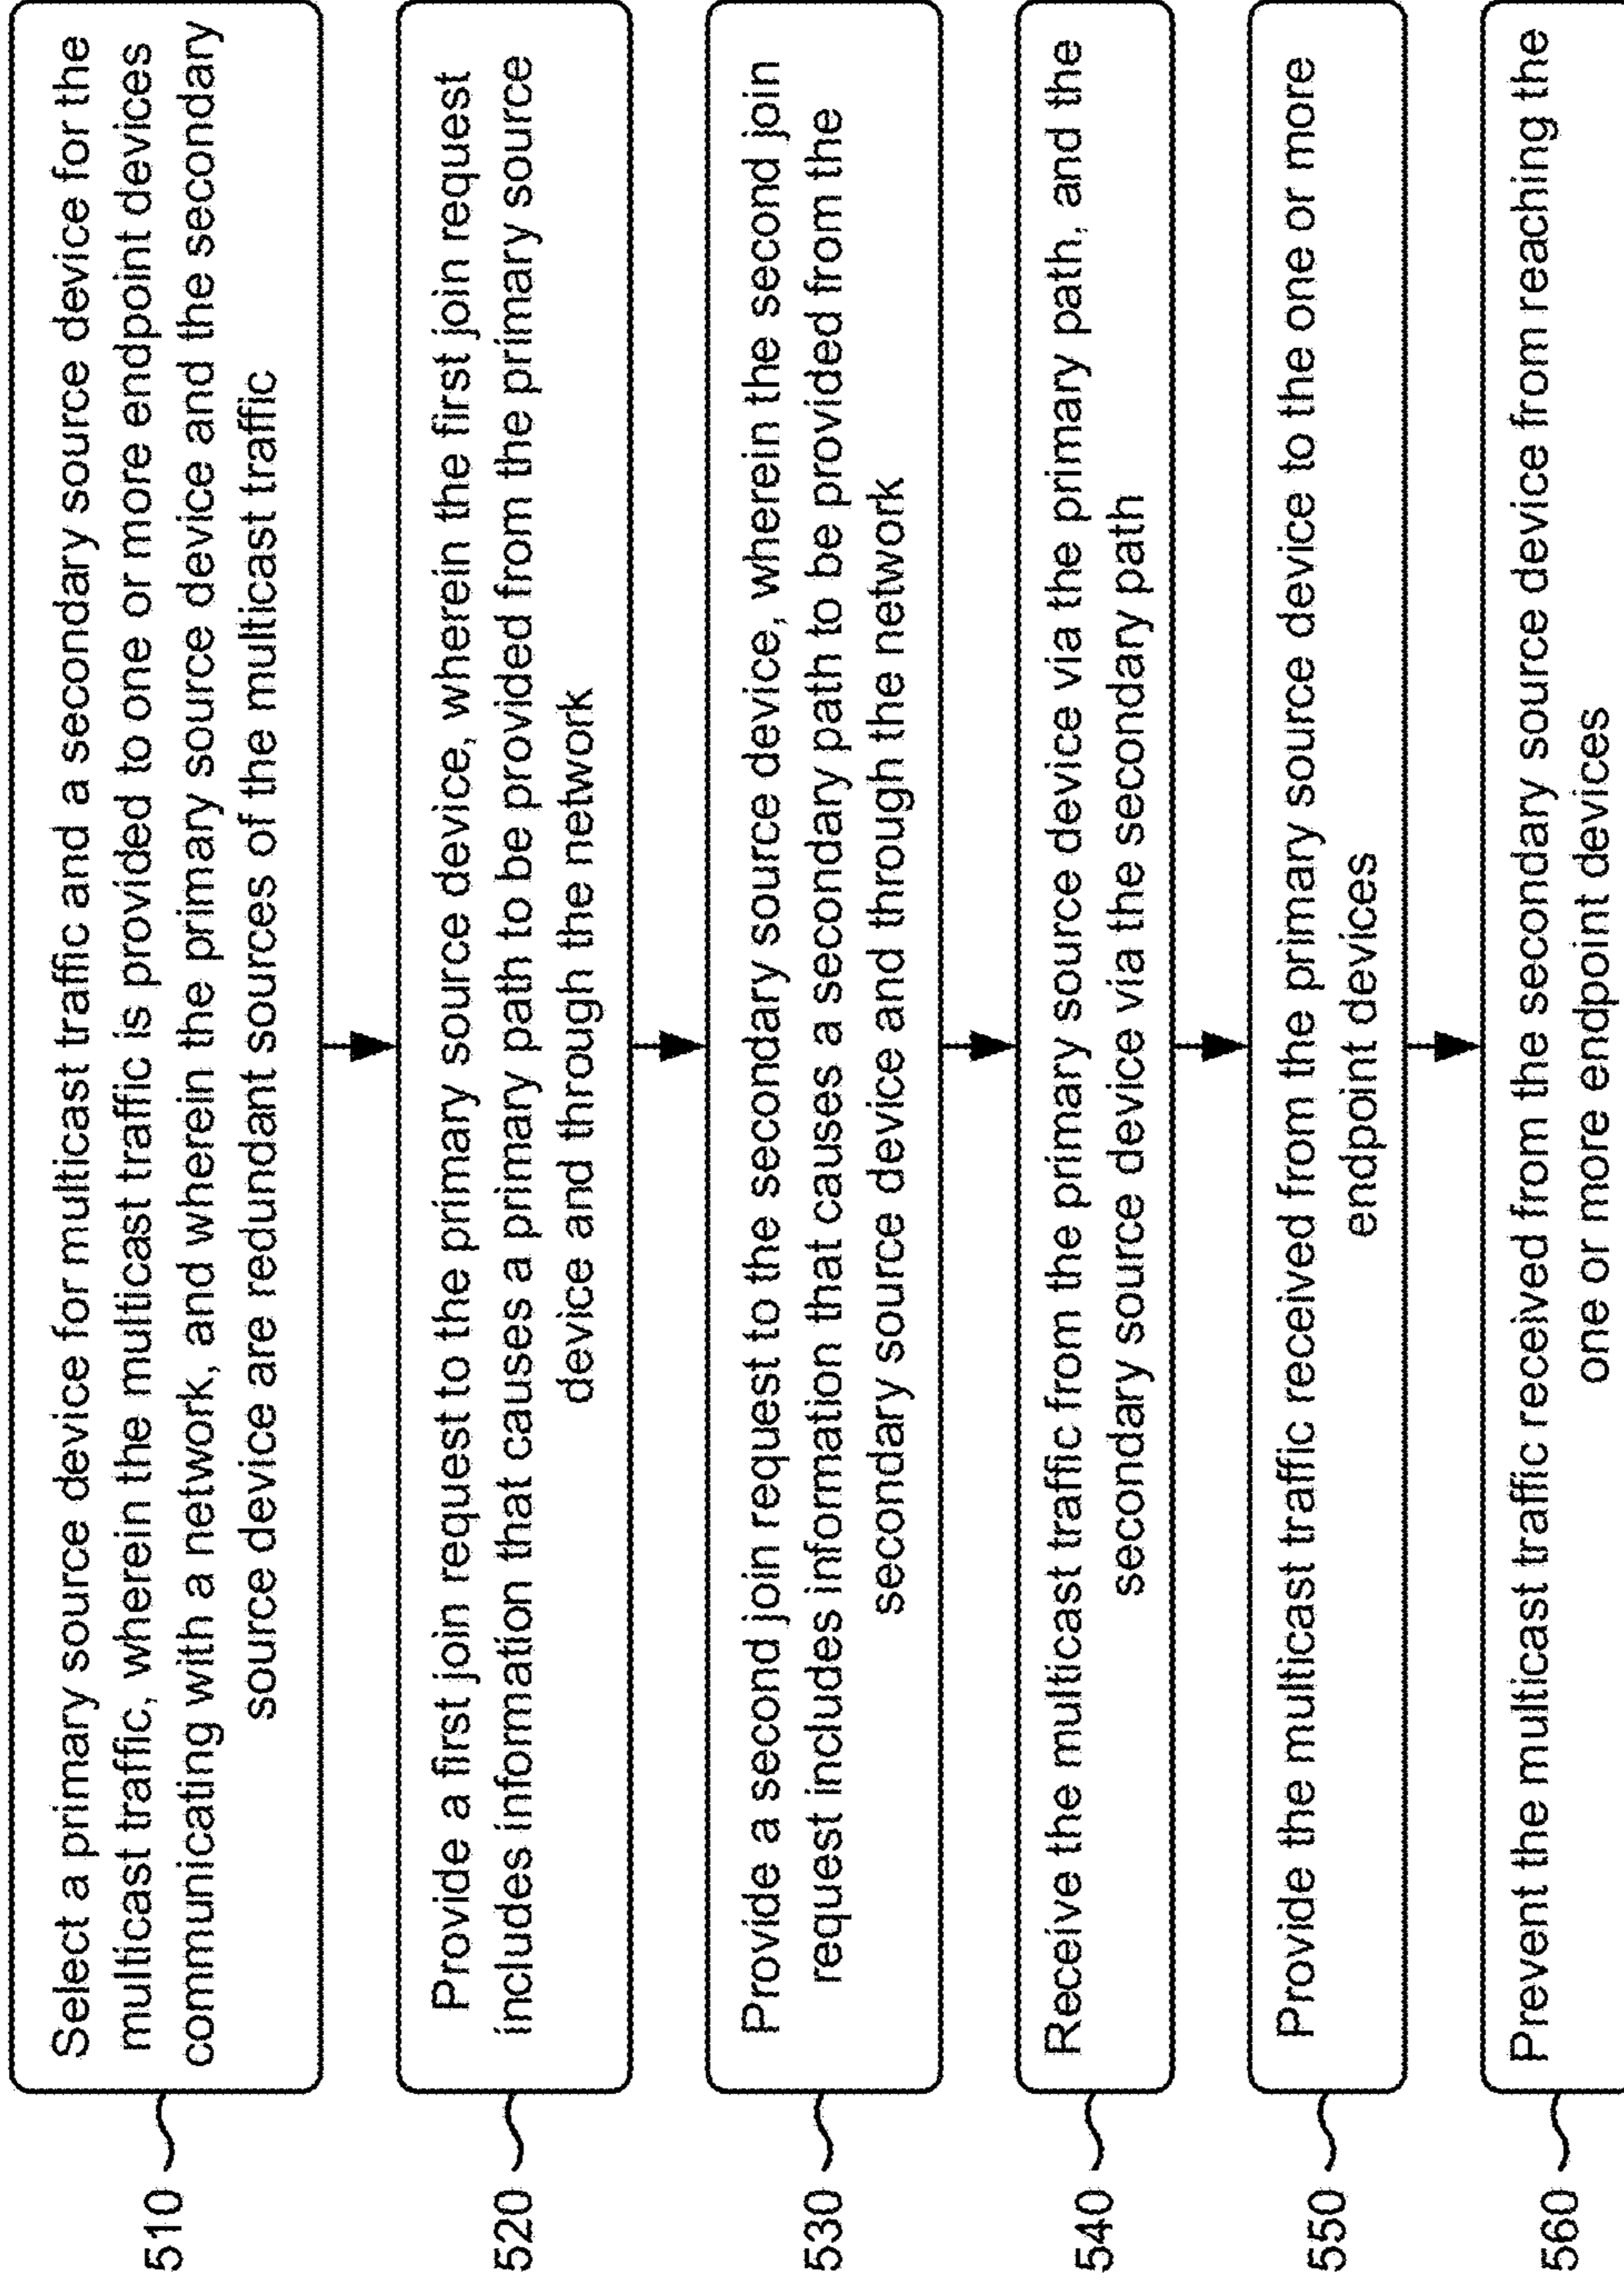 510
Select a primary source device for multicast traffic and a secondary source device for the
multicast traffic, wherein the multicast traffic is provided to one or more endpoint devices
communicating with a network, and wherein the primary source device and the secondary
source device are redundant sources of the multicast traffic
520
Provide a first join request to the primary source device, wherein the first join request
includes information that causes a primary path to be provided from the primary source
device and through the network
530
Provide a second join request to the secondary source device, wherein the second join
request includes information that causes a secondary path to be provided from the
secondary source device and through the network
540
Receive the multicast traffic from the primary source device via the primary path, and the
secondary source device via the secondary path
550
Provide the multicast traffic received from the primary source device to the one or more
endpoint devices
560
Prevent the multicast traffic received from the secondary source device from reaching the
one or more endpoint devices